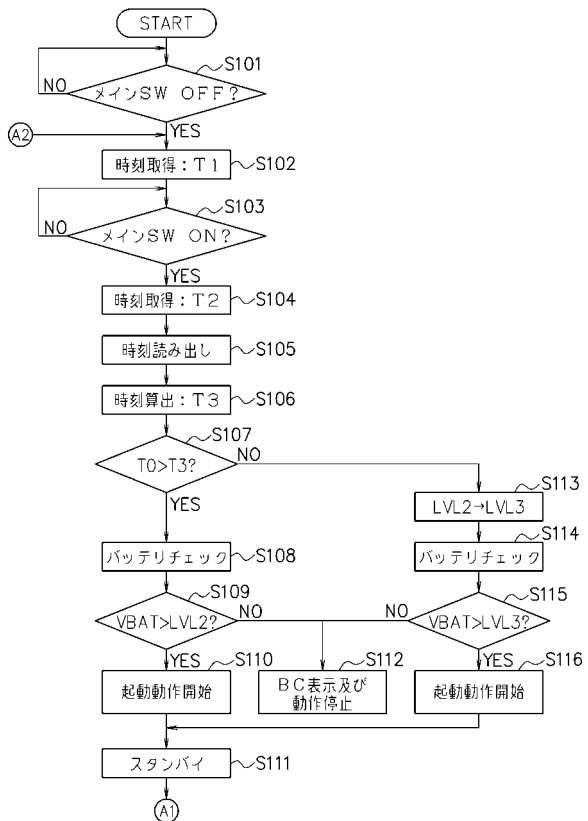 START
S101
メインSW OFF?
NO
YES
A2
時刻取得:T1
S102
S103
メインSW ON?
NO
YES
時刻取得:T2
S104
時刻読み出し
S105
時刻算出:T3
S106
S107
T0>T3?
NO
YES
S113
LVL2→LVL3
S114
バッテリチェック
S108
バッテリチェック
S109
VBAT>LVL2?
NO
NO
S115
VBAT>LVL3?
YES
S110
起動動作開始
S112
BC表示及び
動作停止
YES
S116
起動動作開始
スタンバイ
S111
A1